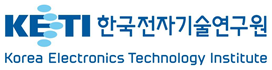 KETI 한국전자기술연구원
Korea Electronics Technology Institute